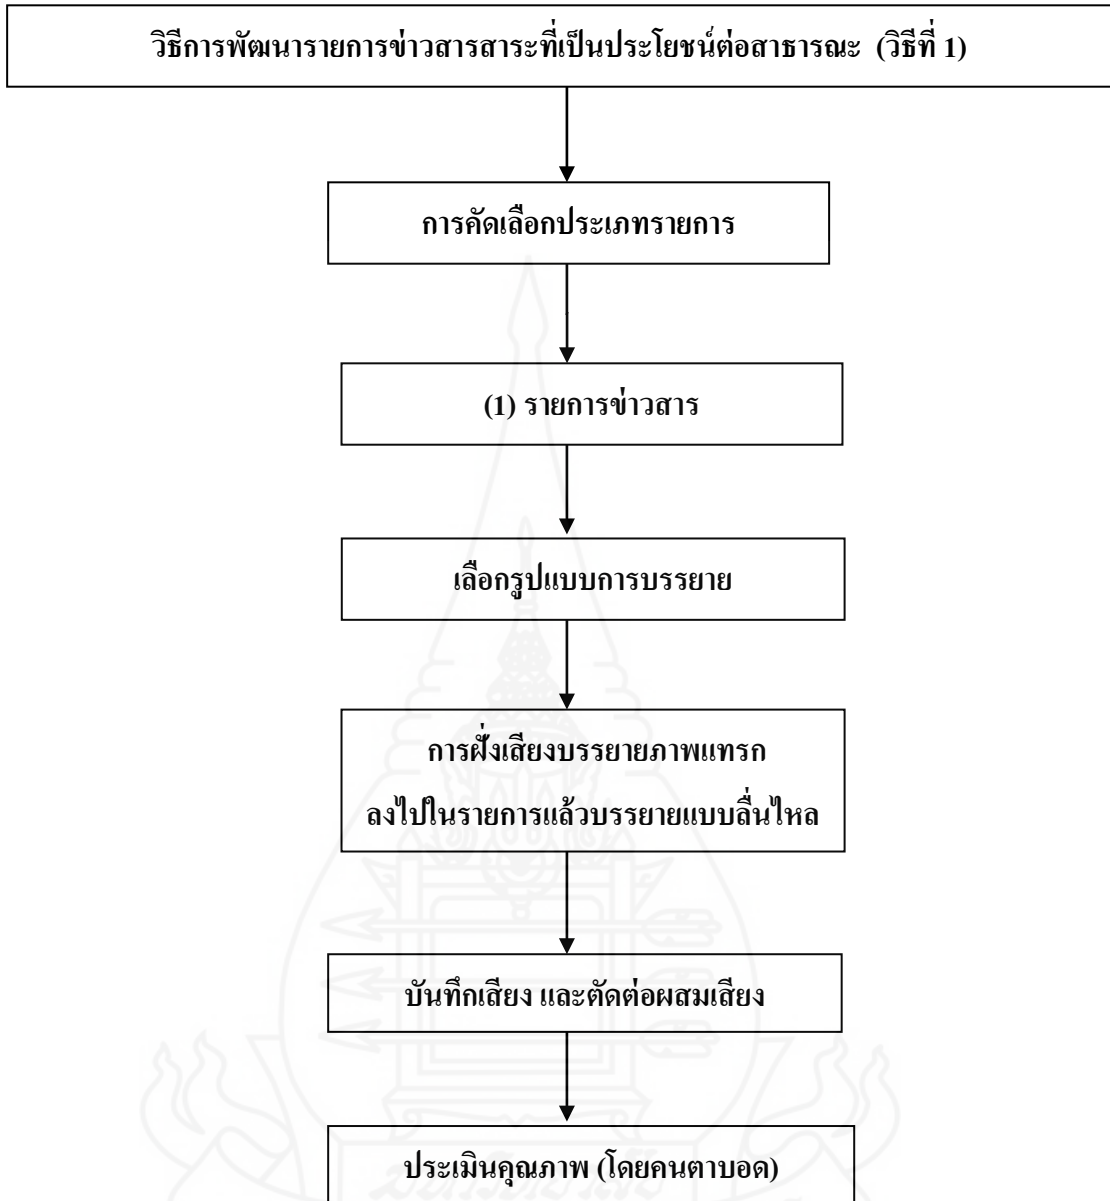 วิธีการพัฒนารายการข่าวสารสาระที่เป็นประโยชน์ต่อสาธารณะ (วิธีที่ 1)
การคัดเลือกประเภทรายการ
(1) รายการข่าวสาร
เลือกรูปแบบการบรรยาย
การฝั่งเสียงบรรยายภาพแทรก
ลงไปในรายการแล้วบรรยายแบบลื่นไหล
บันทึกเสียง และตัดต่อผสมเสียง
ประเมินคุณภาพ (โดยคนตาบอด)